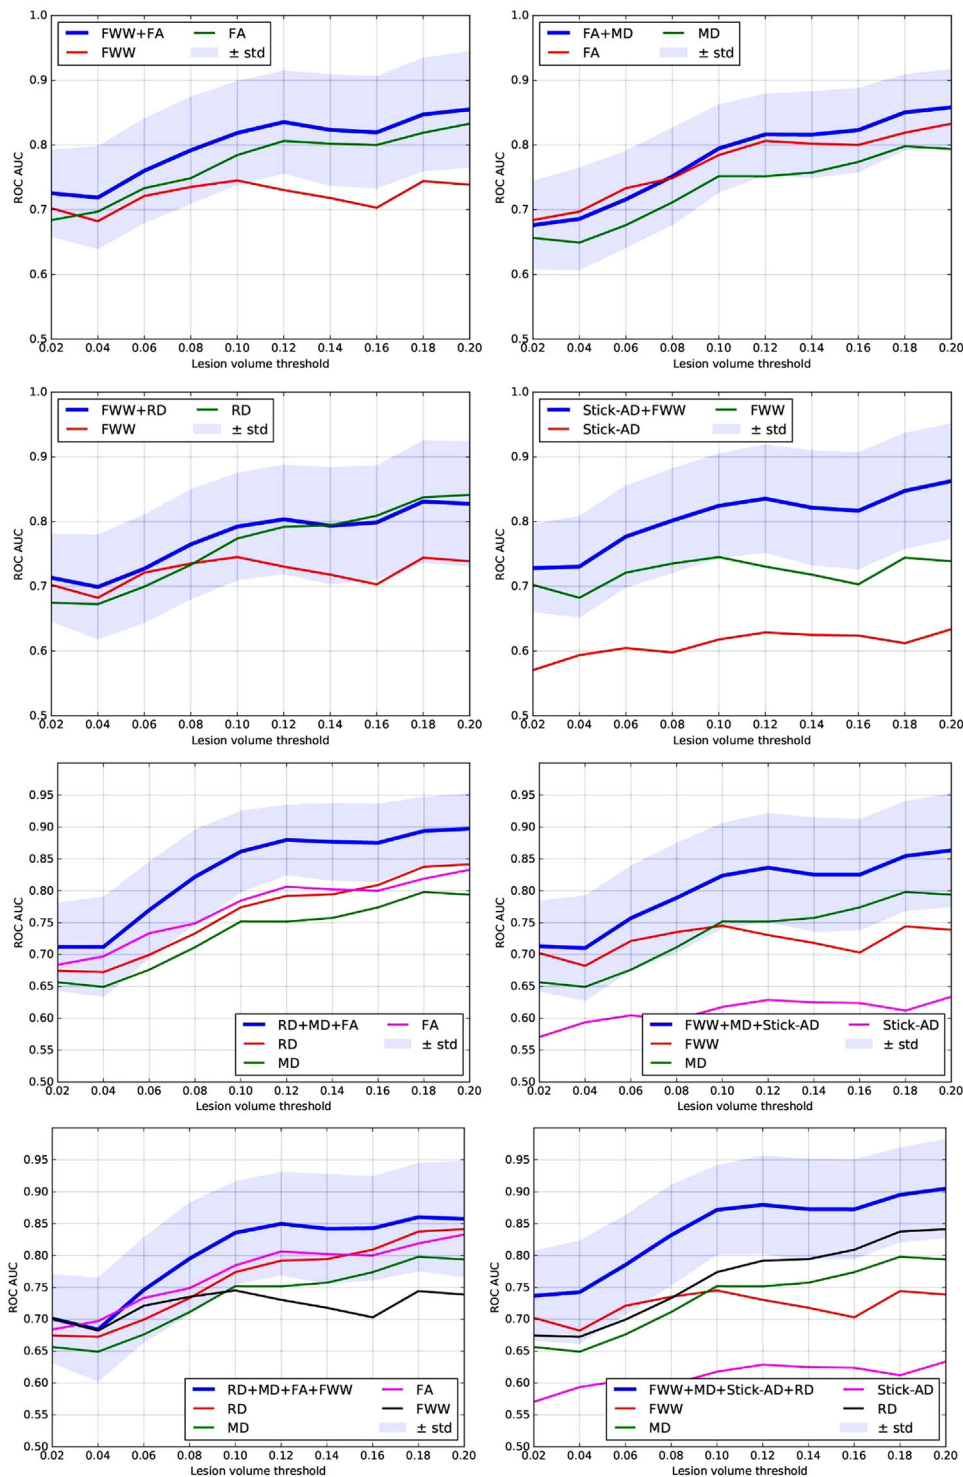 FWW+FA FA
FWW ± std
ROC AUC
1.0
0.9
0.8
0.7
0.6
0.5
0.02 0.04 0.06 0.08 0.10 0.12 0.14 0.16 0.18 0.20
Lesion volume threshold
FA+MD MD
FA ± std
ROC AUC
1.0
0.9
0.8
0.7
0.6
0.5
0.02 0.04 0.06 0.08 0.10 0.12 0.14 0.16 0.18 0.20
Lesion volume threshold
FWW+RD RD
FWW ± std
ROC AUC
1.0
0.9
0.8
0.7
0.6
0.5
0.02 0.04 0.06 0.08 0.10 0.12 0.14 0.16 0.18 0.20
Lesion volume threshold
Stick-AD+FWW FWW
Stick-AD ± std
ROC AUC
1.0
0.9
0.8
0.7
0.6
0.5
0.02 0.04 0.06 0.08 0.10 0.12 0.14 0.16 0.18 0.20
Lesion volume threshold
ROC AUC
0.95
0.90
0.85
0.80
0.75
0.70
0.65
0.60
0.55
0.50
RD+MD+FA FA
RD ± std
MD
0.02 0.04 0.06 0.08 0.10 0.12 0.14 0.16 0.18 0.20
Lesion volume threshold
ROC AUC
0.95
0.90
0.85
0.80
0.75
0.70
0.65
0.60
0.55
0.50
FWW+MD+Stick-AD Stick-AD
FWW ± std
MD
0.02 0.04 0.06 0.08 0.10 0.12 0.14 0.16 0.18 0.20
Lesion volume threshold
ROC AUC
0.95
0.90
0.85
0.80
0.75
0.70
0.65
0.60
0.55
0.50
RD+MD+FA+FWW FA
RD FWW
MD ± std
0.02 0.04 0.06 0.08 0.10 0.12 0.14 0.16 0.18 0.20
Lesion volume threshold
ROC AUC
0.95
0.90
0.85
0.80
0.75
0.70
0.65
0.60
0.55
0.50
FWW+MD+Stick-AD+RD Stick-AD
FWW RD
MD ± std
0.02 0.04 0.06 0.08 0.10 0.12 0.14 0.16 0.18 0.20
Lesion volume threshold